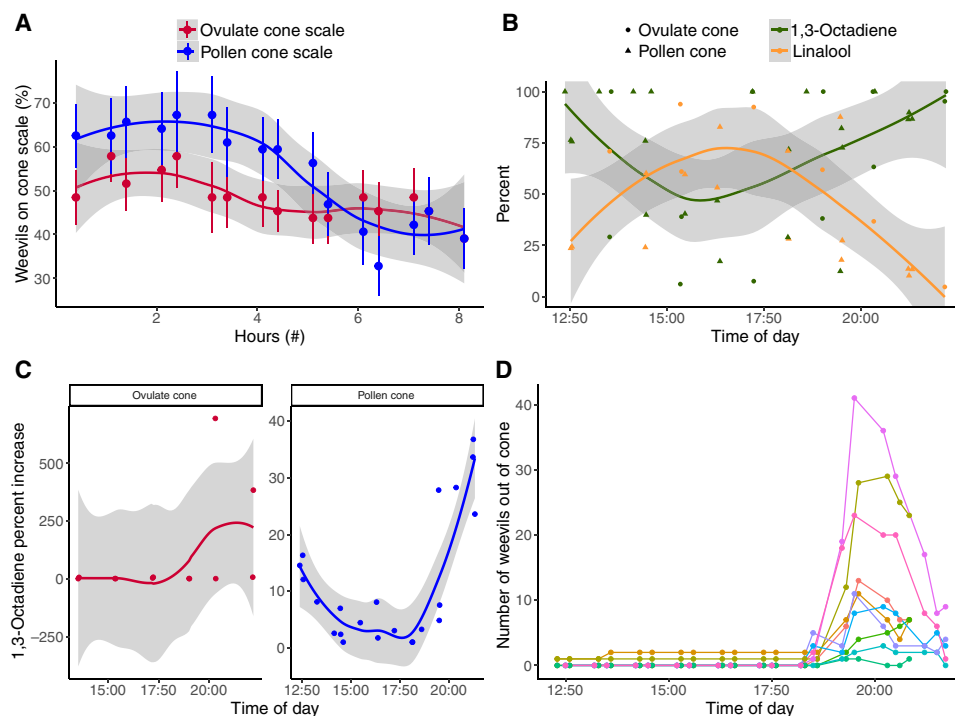 A
Ovulate cone scale
Pollen cone scale
Weevils on cone scale (%)
70
60
50
40
30
2
4
6
8
Hours (#)
B
Ovulate cone
Pollen cone
1,3-Octadiene
Linalool
Percent
100
75
50
25
0
12:50
15:00
17:50
20:00
Time of day
C
Ovulate cone
Pollen cone
1,3-Octadiene percent increase
500
250
0
−250
15:00
17:50
20:00
40
30
20
10
0
12:50
15:00
17:50
20:00
Time of day
D
Number of weevils out of cone
40
30
20
10
0
12:50
15:00
17:50
20:00
Time of day